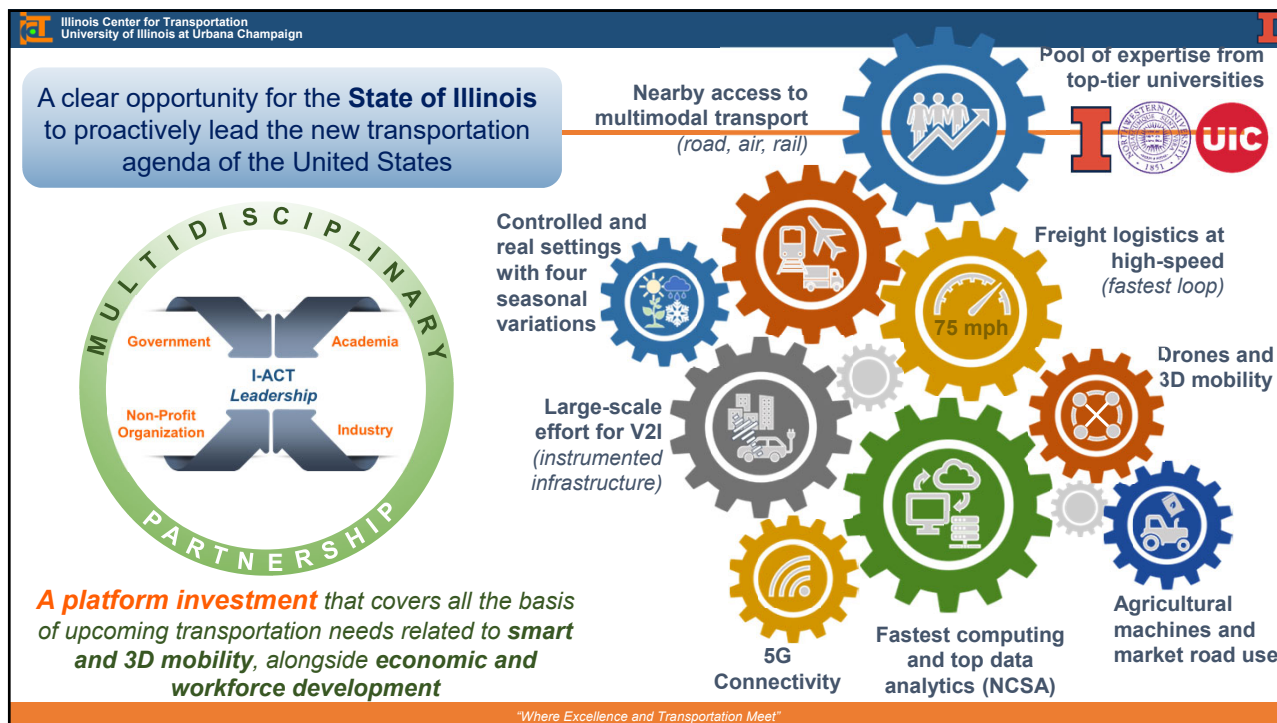 Illinois Center for Transportation
University of Illinois at Urbana Champaign
A clear opportunity for the State of Illinois
to proactively lead the new transportation
agenda of the United States
Nearby access to
multimodal transport
(road, air, rail)
Pool of expertise from
top-tier universities
I
NORTHWESTERN UNIVERSITY
1851
UIC
MULTIDISCIPLINARY
PARTNERSHIP
Government
Academia
I-ACT
Leadership
Non-Profit
Organization
Industry
Controlled and
real settings
with four
seasonal
variations
Freight logistics at
high-speed
(fastest loop)
75 mph
Drones and
3D mobility
Large-scale
effort for V2I
(instrumented
infrastructure)
A platform investment that covers all the basis
of upcoming transportation needs related to smart
and 3D mobility, alongside economic and
workforce development
5G
Connectivity
Fastest computing
and top data
analytics (NCSA)
Agricultural
machines and
market road use
"Where Excellence and Transportation Meet"